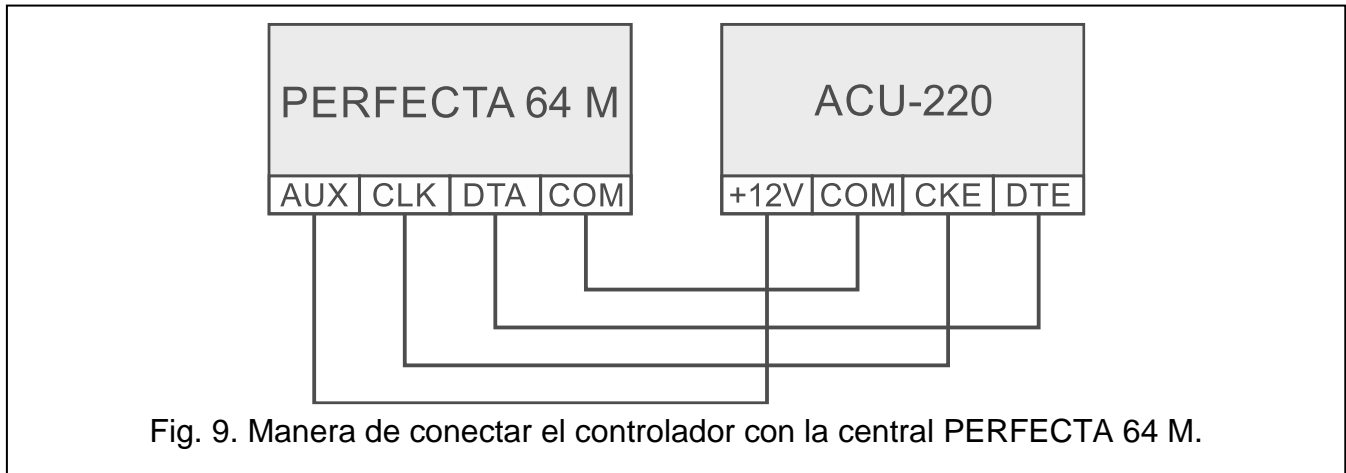 PERFECTA 64 M
ACU-220
AUX CLK DTA COM
+12V COM CKE DTE
Fig. 9. Manera de conectar el controlador con la central PERFECTA 64 M.